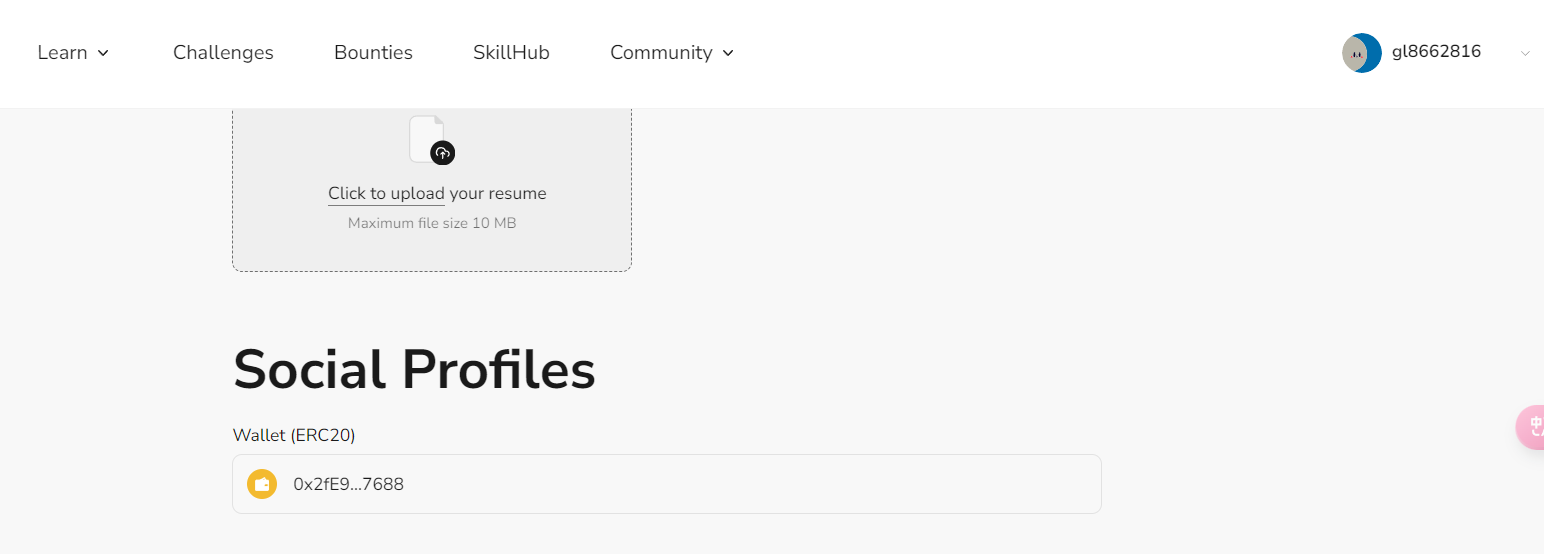 Learn Challenges Bounties SkillHub Community gl8662816
Click to upload your resume
Maximum file size 10 MB
Social Profiles
Wallet (ERC20)
0x2fE9...7688